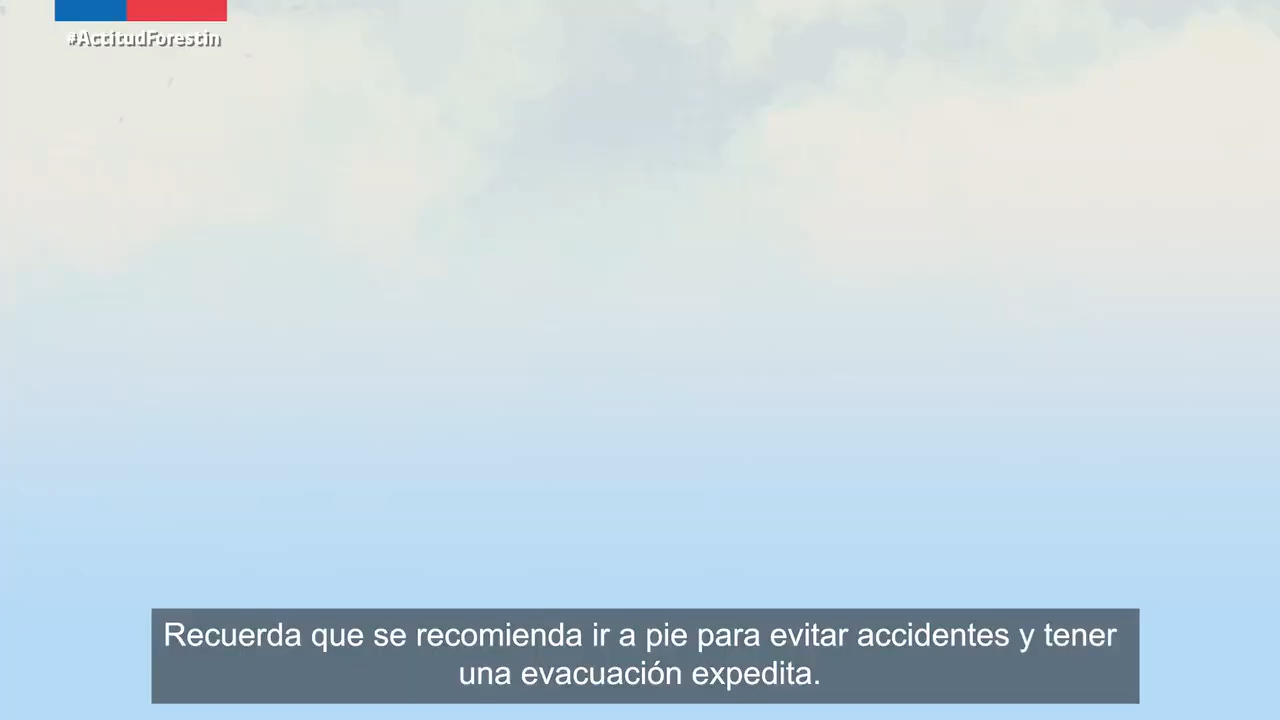 #ActitudForestin
Recuerda que se recomienda ir a pie para evitar accidentes y tener
una evacuación expedita.